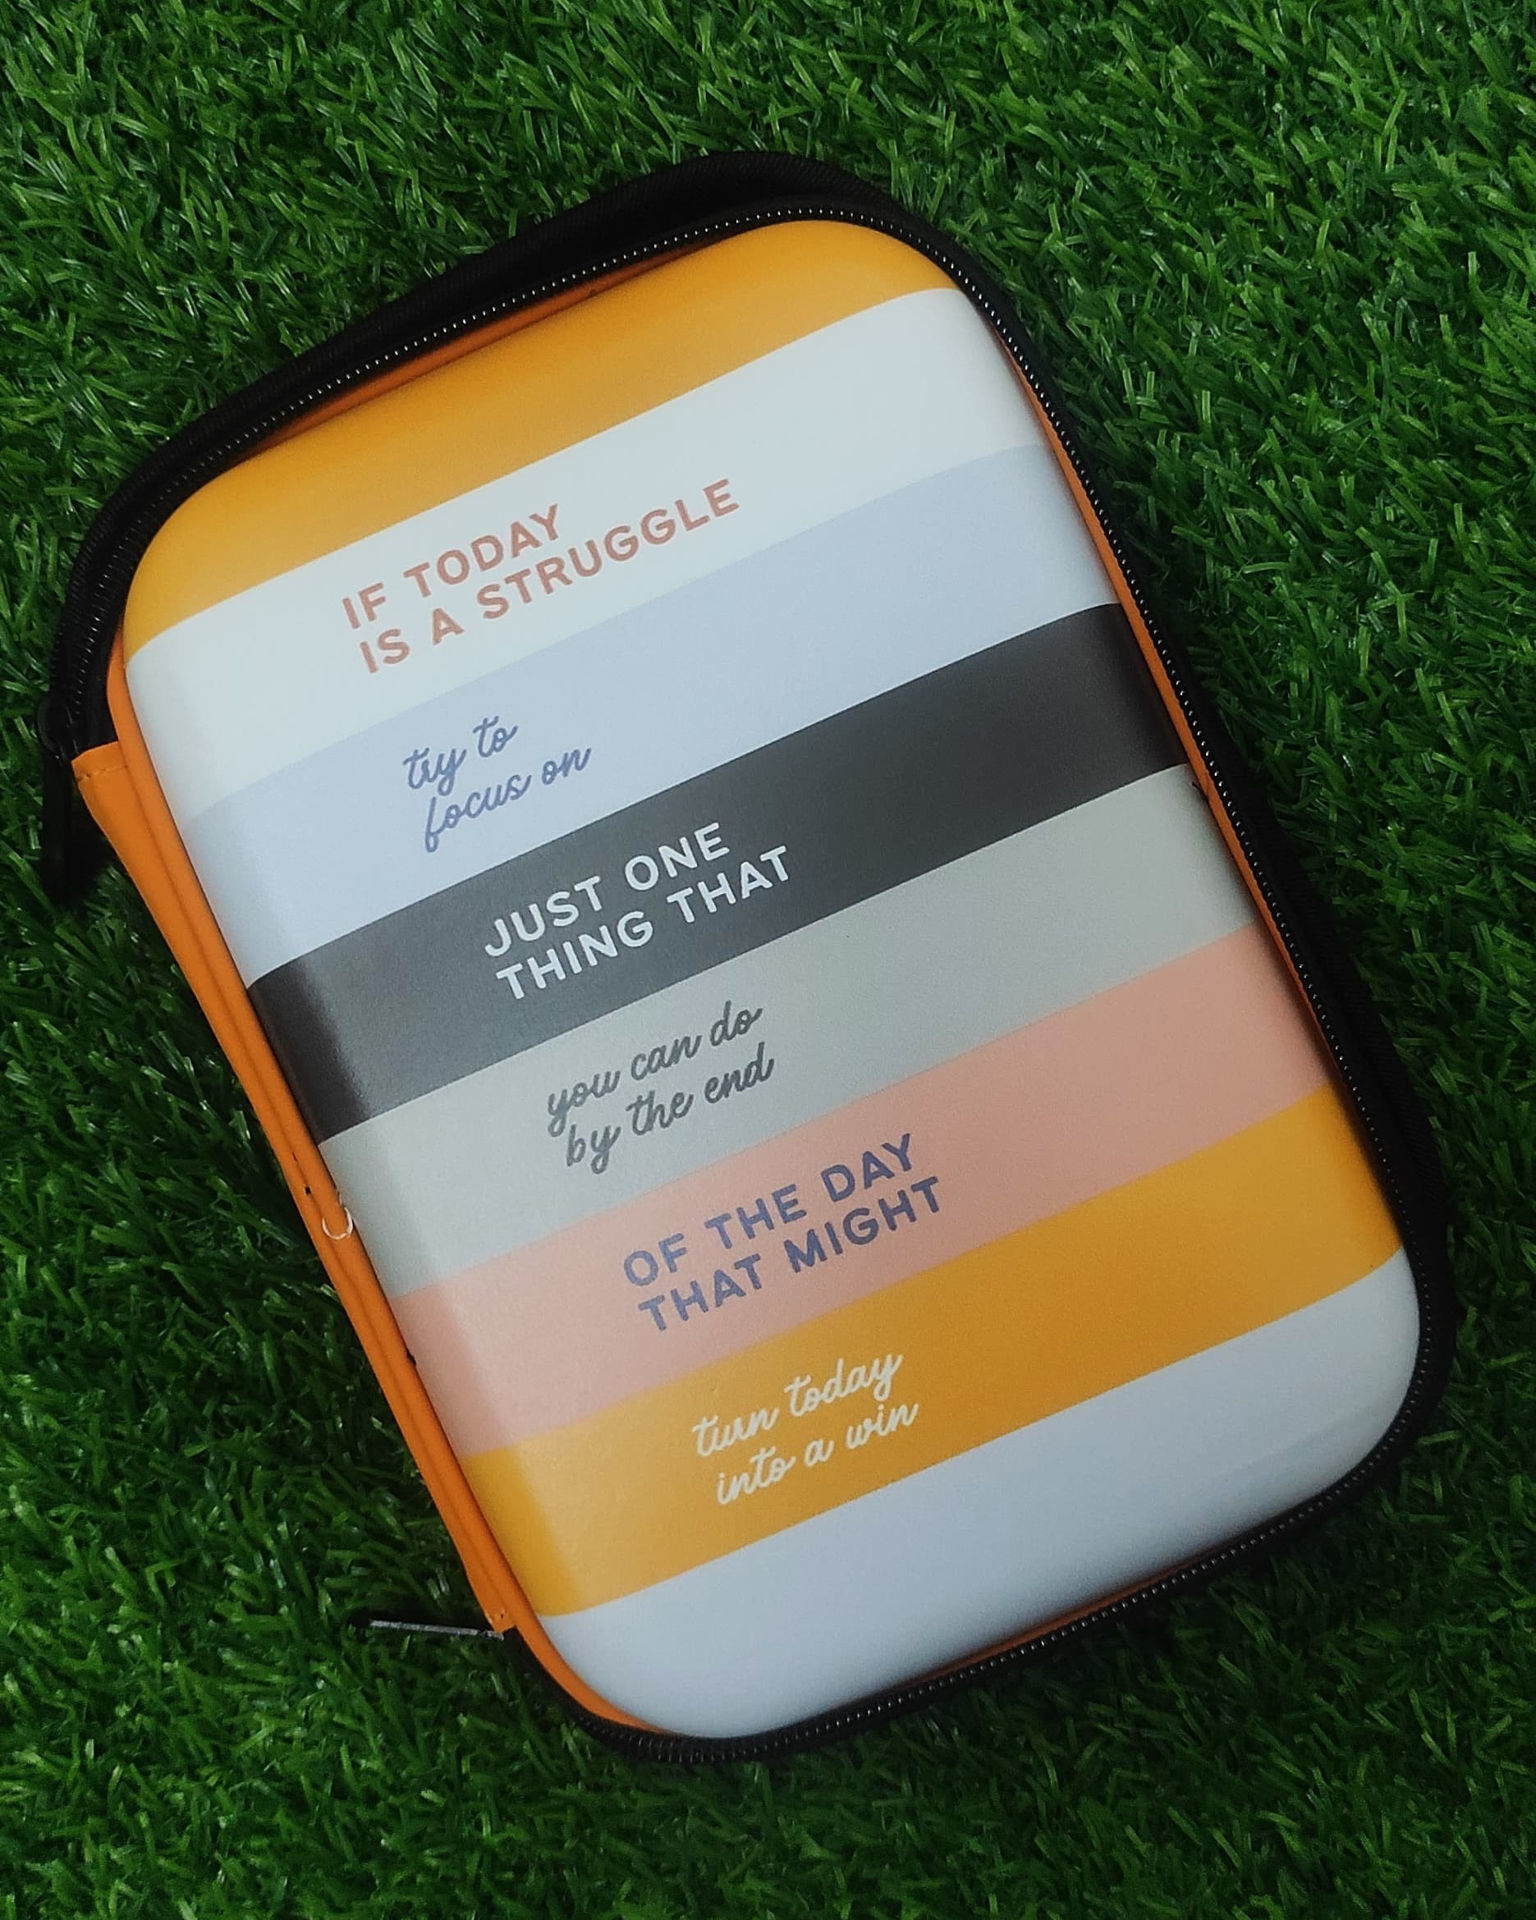 IF TODAY
IS A STRUGGLE
try to
focus on
JUST ONE
THING THAT
you can do
by the end
OF THE DAY
THAT MIGHT
turn today
into a win